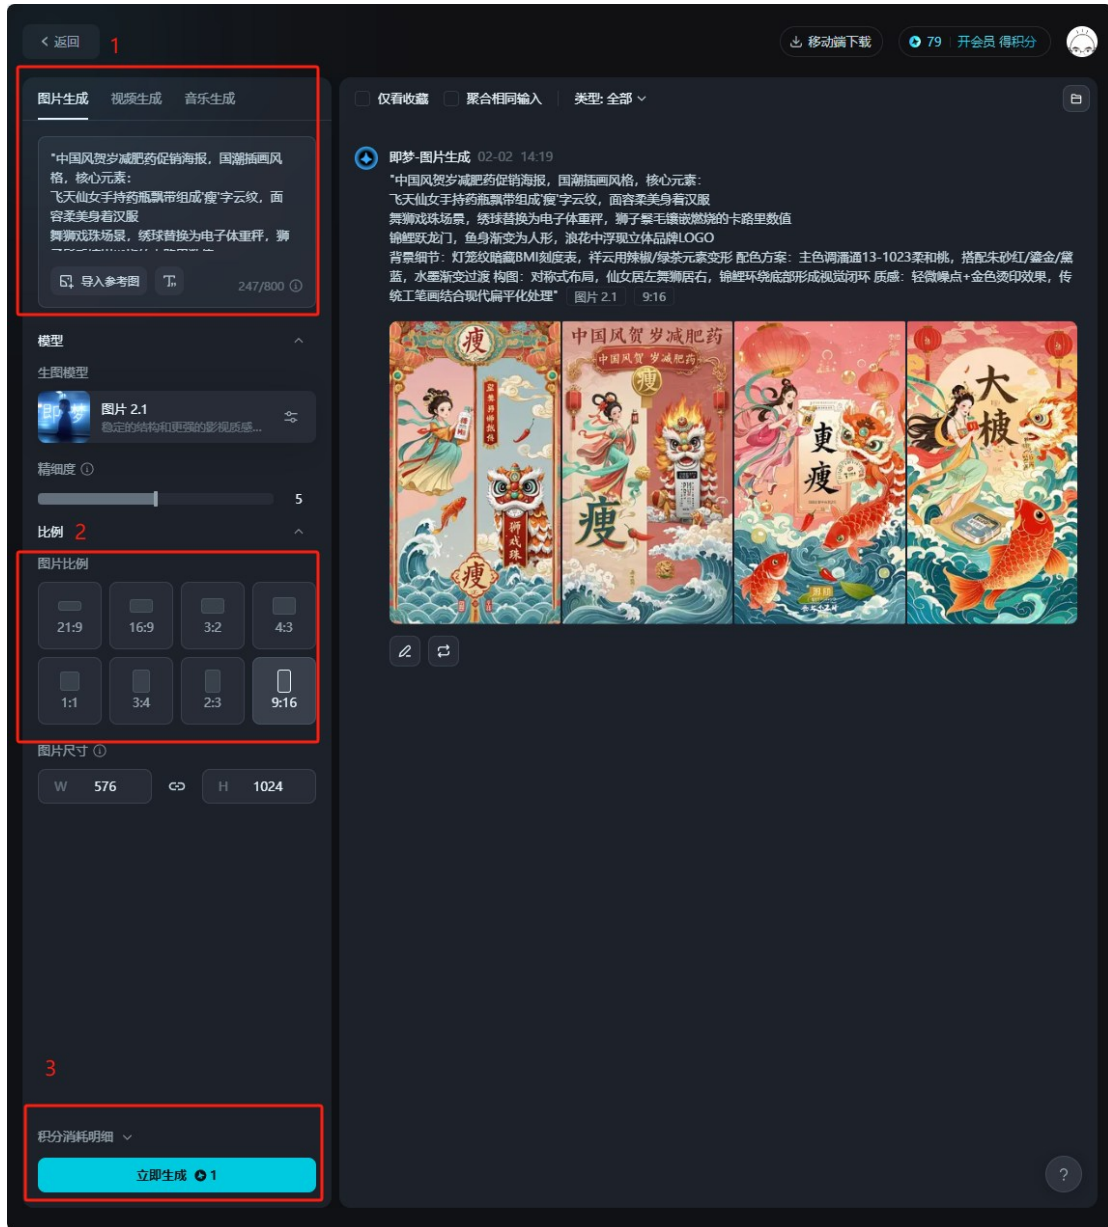 返回
1
移动端下载
79
开会员 得积分
图片生成
视频生成
音乐生成
"中国风贺岁减肥药促销海报，国潮插画风
格，核心元素：
飞天仙女手持药瓶飘带组成'瘦'字云纹，面
容柔美身着汉服
舞狮戏珠场景，绣球替换为电子体重秤，狮
导入参考图
247/800
模型
生图模型
图片 2.1
稳定的结构和更强的影视质感...
精细度
5
比例
2
图片比例
21:9
16:9
3:2
4:3
1:1
3:4
2:3
9:16
图片尺寸
W 576
H 1024
3
积分消耗明细
立即生成 1
仅看收藏
聚合相同输入
类型: 全部
即梦-图片生成 02-02 14:19
"中国风贺岁减肥药促销海报，国潮插画风格，核心元素：
飞天仙女手持药瓶飘带组成'瘦'字云纹，面容柔美身着汉服
舞狮戏珠场景，绣球替换为电子体重秤，狮子鬃毛镶嵌燃烧的卡路里数值
锦鲤跃龙门，鱼身渐变为人形，浪花中浮现立体品牌LOGO
背景细节：灯笼纹暗藏BMI刻度表，祥云用辣椒/绿茶元素变形 配色方案：主色调潘通13-1023柔和桃，搭配朱砂红/鎏金/黛
蓝，水墨渐变过渡 构图：对称式布局，仙女居左舞狮居右，锦鲤环绕底部形成视觉闭环 质感：轻微噪点+金色烫印效果，传
统工笔画结合现代扁平化处理"
图片 2.1
9:16
瘦
狮戏珠
瘦
中国风贺岁减肥药
中国风贺 岁减肥药
瘦
瘦
更瘦
大
?